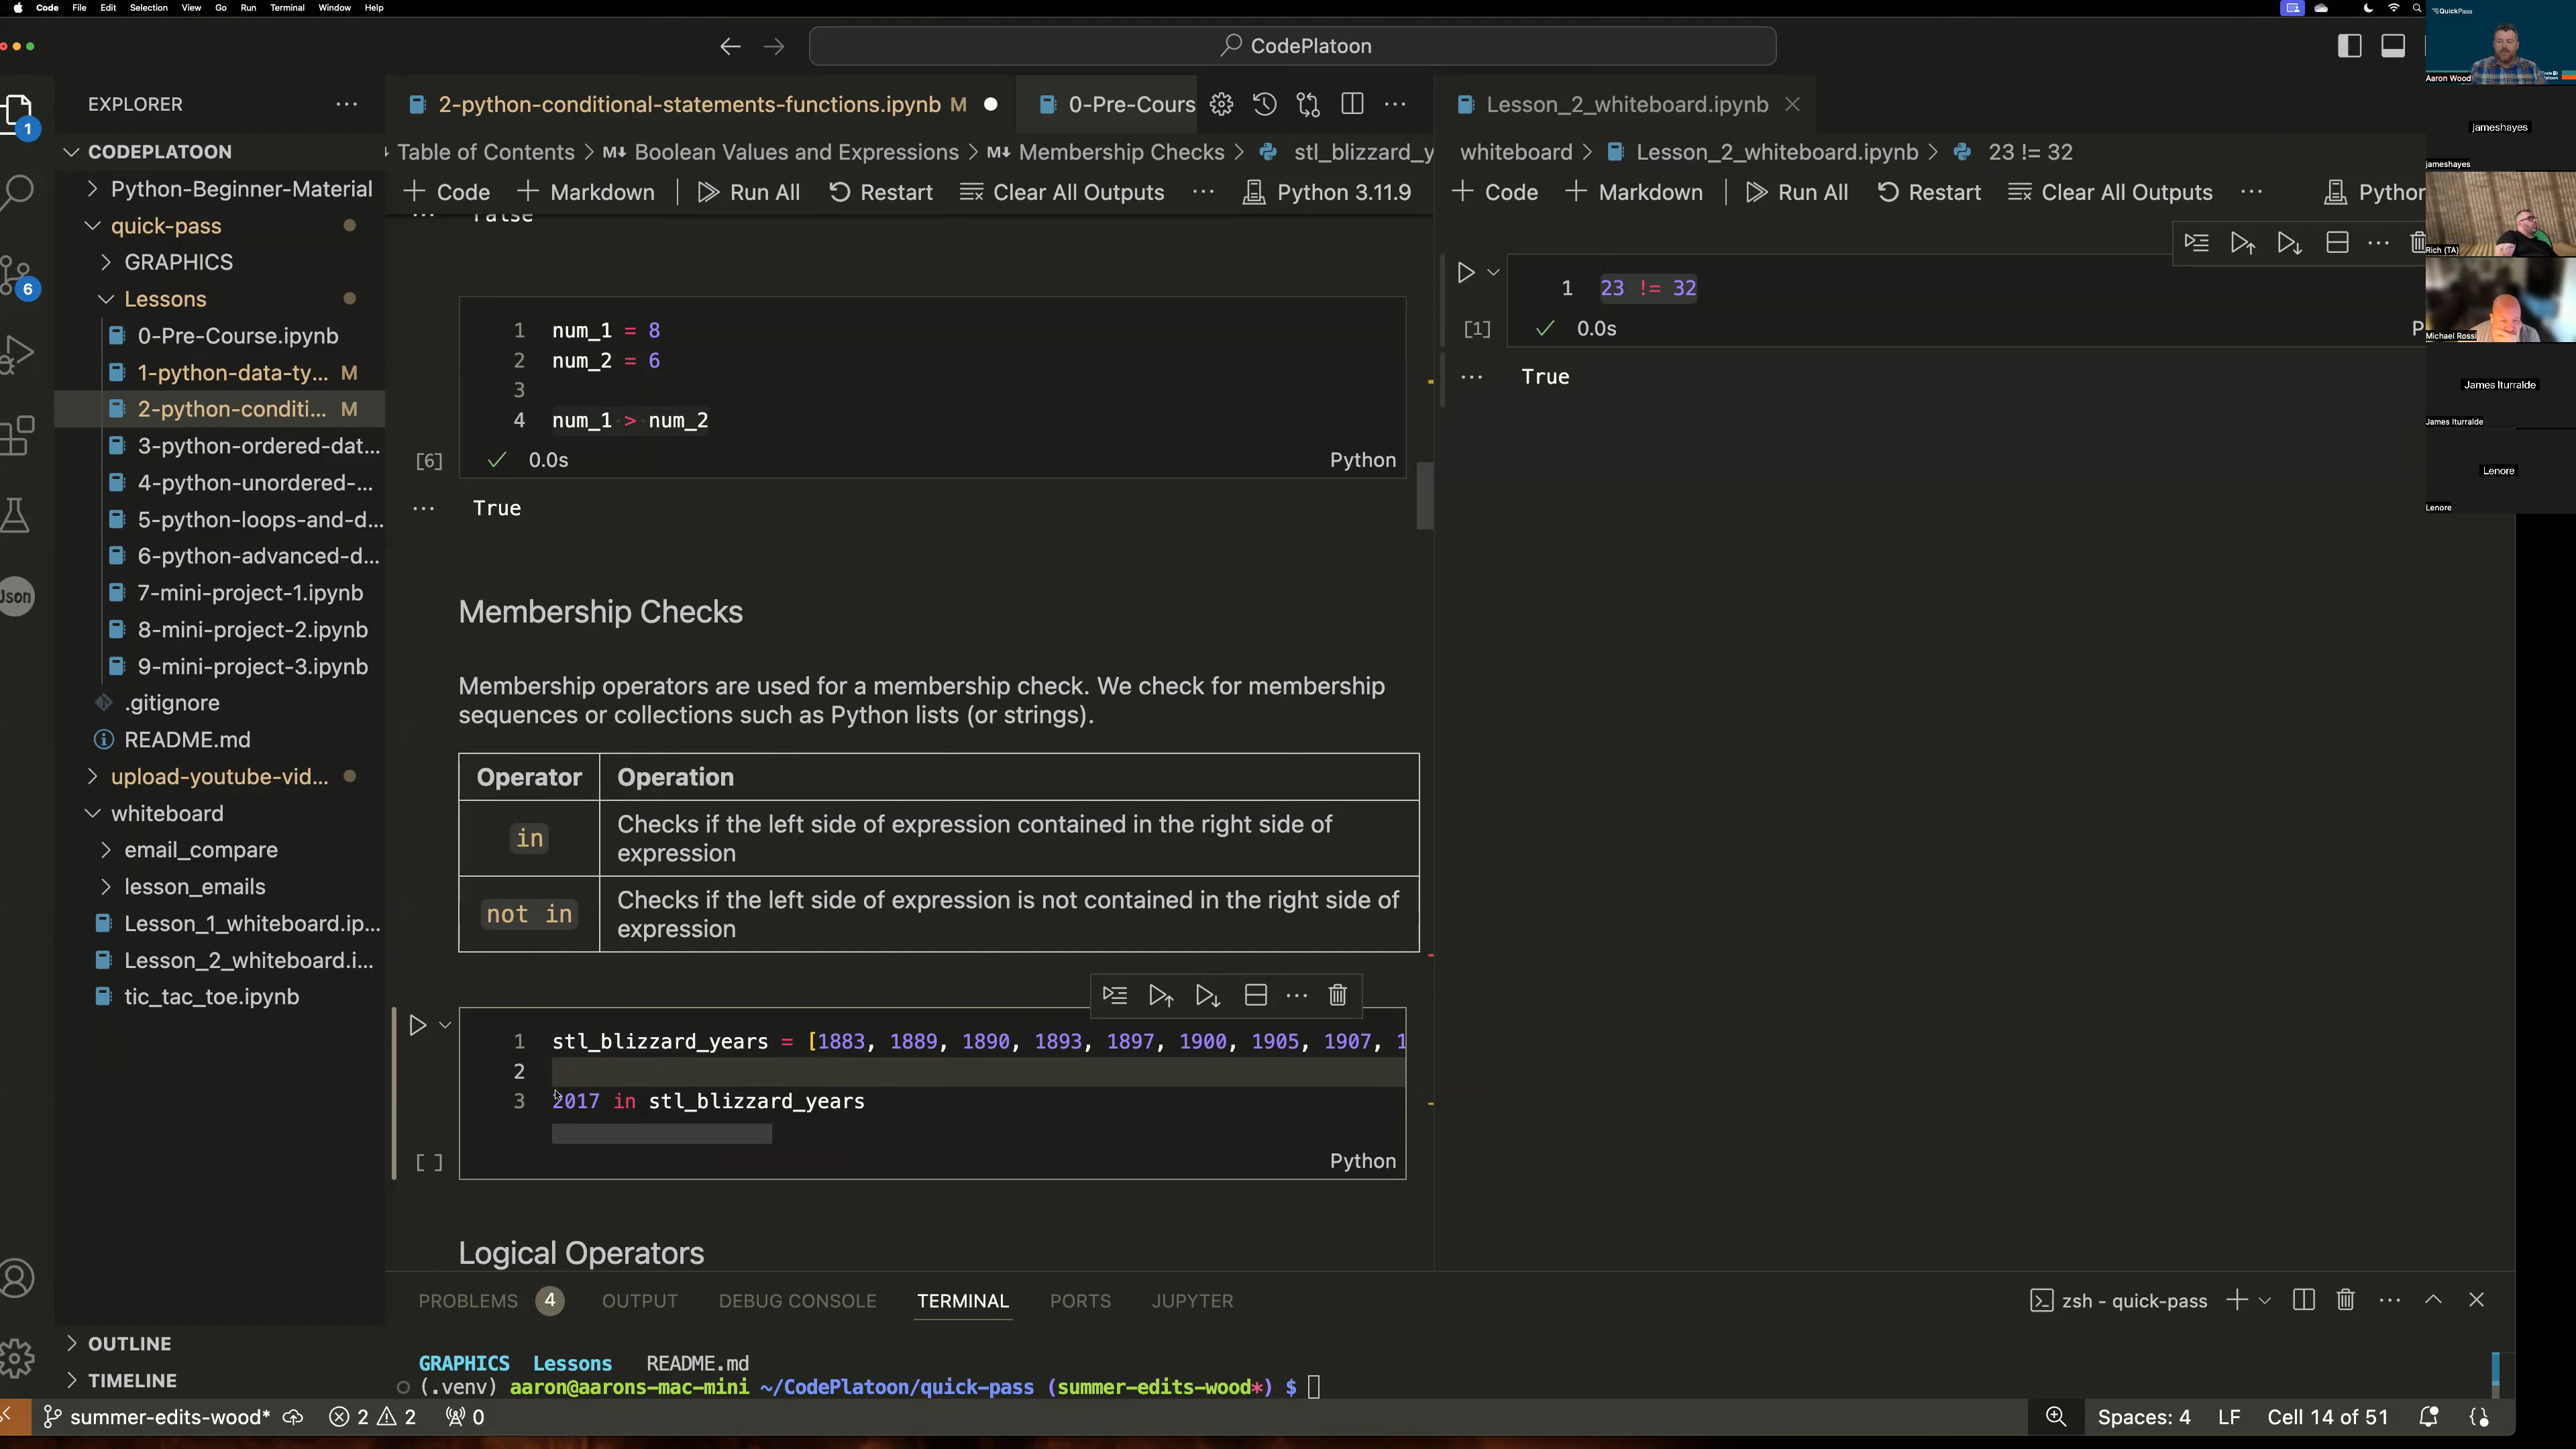 Code File Edit Selection View Go Run Terminal Window Help
CodePlatoon
QuickPass
Aaron Wood
jameshayes
jameshayes
Rich (TA)
Michael Rossi
James Iturralde
James Iturralde
Lenore
Lenore
EXPLORER
1
6
Json
CODEPLATOON
Python-Beginner-Material
quick-pass
GRAPHICS
Lessons
0-Pre-Course.ipynb
1-python-data-ty... M
2-python-conditi... M
3-python-ordered-dat...
4-python-unordered-...
5-python-loops-and-d...
6-python-advanced-d...
7-mini-project-1.ipynb
8-mini-project-2.ipynb
9-mini-project-3.ipynb
.gitignore
README.md
upload-youtube-vid...
whiteboard
email_compare
lesson_emails
Lesson_1_whiteboard.ip...
Lesson_2_whiteboard.i...
tic_tac_toe.ipynb
OUTLINE
TIMELINE
2-python-conditional-statements-functions.ipynb M 0-Pre-Cours
Table of Contents > M↓ Boolean Values and Expressions > M↓ Membership Checks > stl_blizzard_y
+ Code + Markdown Run All Restart Clear All Outputs ... Python 3.11.9
False
1 num_1 = 8
2 num_2 = 6
3
4 num_1 > num_2
[6] 0.0s Python
True
Membership Checks
Membership operators are used for a membership check. We check for membership
sequences or collections such as Python lists (or strings).
Operator Operation
in Checks if the left side of expression contained in the right side of
expression
not in Checks if the left side of expression is not contained in the right side of
expression
1 stl_blizzard_years = [1883, 1889, 1890, 1893, 1897, 1900, 1905, 1907, 1
2
3 2017 in stl_blizzard_years
[ ] Python
Logical Operators
Lesson_2_whiteboard.ipynb
whiteboard > Lesson_2_whiteboard.ipynb > 23 != 32
+ Code + Markdown Run All Restart Clear All Outputs ... Python
1 23 != 32
[1] 0.0s P
True
PROBLEMS 4 OUTPUT DEBUG CONSOLE TERMINAL PORTS JUPYTER
zsh - quick-pass
GRAPHICS Lessons README.md
(.venv) aaron@aarons-mac-mini ~/CodePlatoon/quick-pass (summer-edits-wood*) $
summer-edits-wood* 2 2 0
Spaces: 4 LF Cell 14 of 51